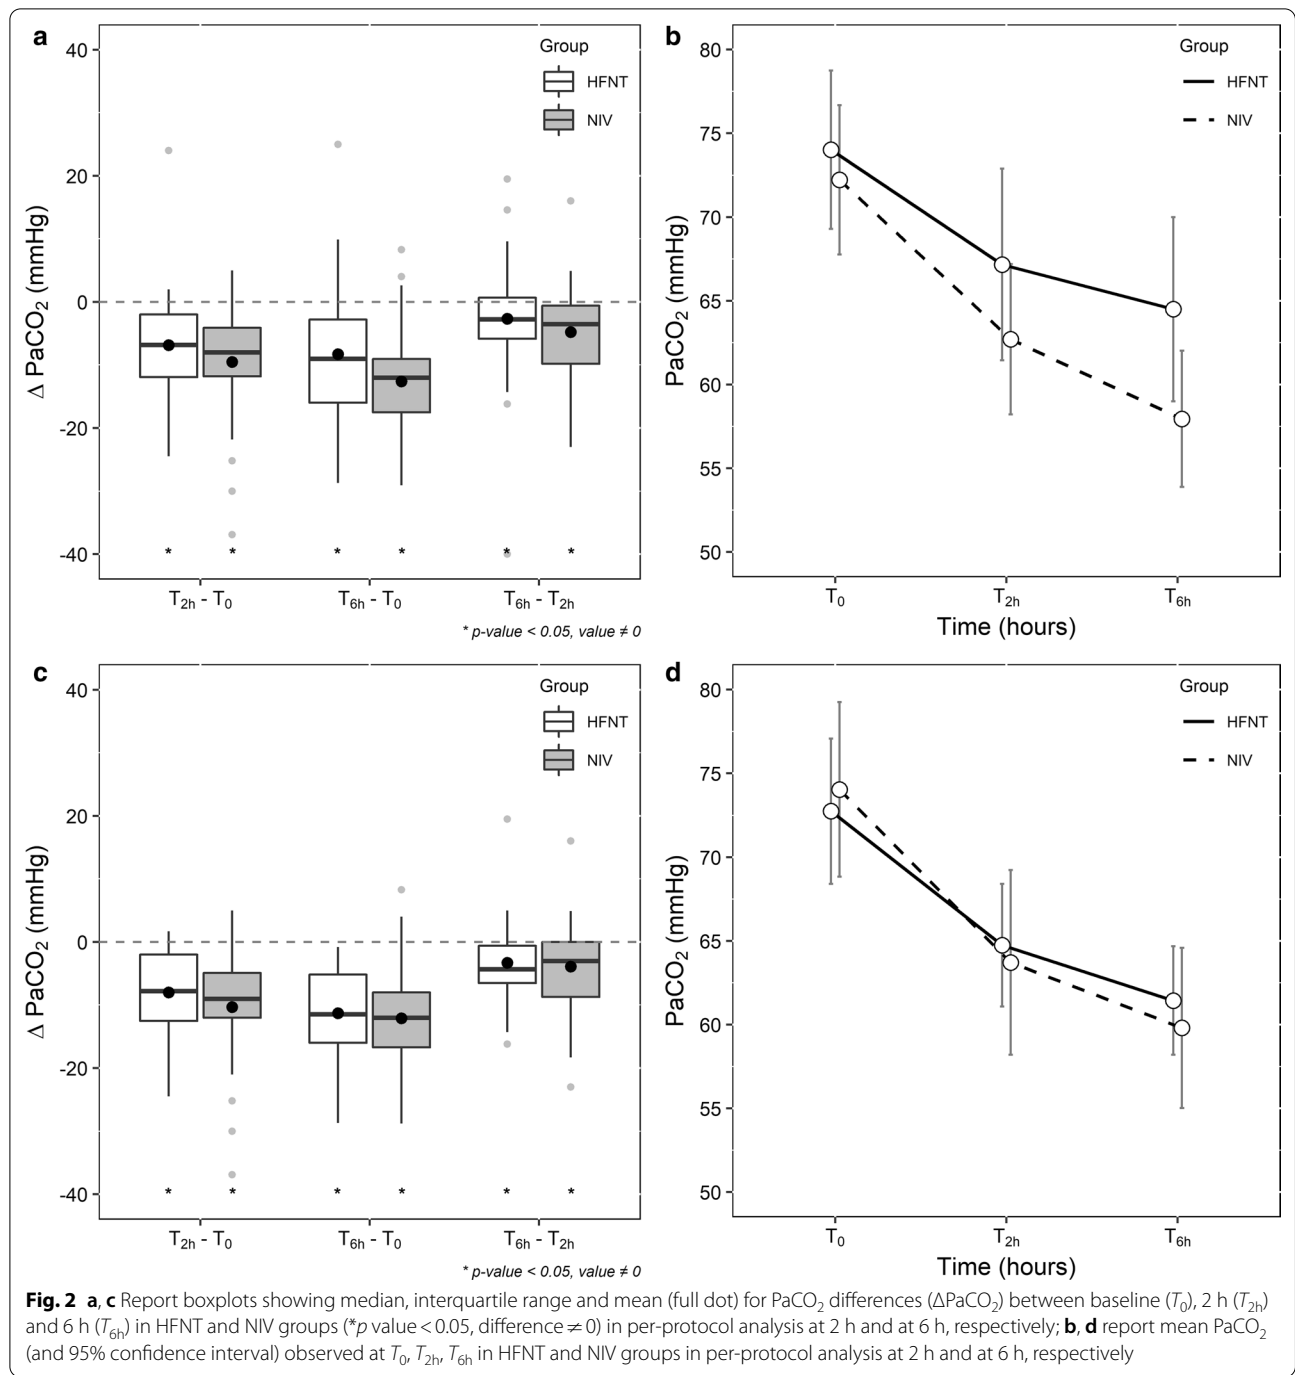 a
Group
HFNT
NIV
40
20
0
-20
-40
Δ PaCO₂ (mmHg)
* * * * * *
T₂ₕ - T₀ T₆ₕ - T₀ T₆ₕ - T₂ₕ
* p-value < 0.05, value ≠ 0
b
Group
HFNT
NIV
80
75
70
65
60
55
50
PaCO₂ (mmHg)
T₀ T₂ₕ T₆ₕ
Time (hours)
c
Group
HFNT
NIV
40
20
0
-20
-40
Δ PaCO₂ (mmHg)
* * * * * *
T₂ₕ - T₀ T₆ₕ - T₀ T₆ₕ - T₂ₕ
* p-value < 0.05, value ≠ 0
d
Group
HFNT
NIV
80
75
70
65
60
55
50
PaCO₂ (mmHg)
T₀ T₂ₕ T₆ₕ
Time (hours)
Fig. 2 a, c Report boxplots showing median, interquartile range and mean (full dot) for PaCO₂ differences (ΔPaCO₂) between baseline (T₀), 2 h (T₂ₕ)
and 6 h (T₆ₕ) in HFNT and NIV groups (*p value < 0.05, difference ≠ 0) in per-protocol analysis at 2 h and at 6 h, respectively; b, d report mean PaCO₂
(and 95% confidence interval) observed at T₀, T₂ₕ, T₆ₕ in HFNT and NIV groups in per-protocol analysis at 2 h and at 6 h, respectively